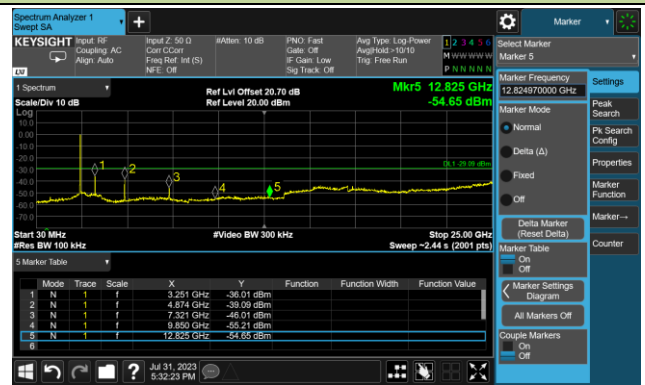 Spectrum Analyzer 1
Swept SA
Marker
KEYSIGHT
Input: RF
Coupling: AC
Align: Auto
Input Z: 50 Ω
Corr CCorr
Freq Ref: Int (S)
NFE: Off
#Atten: 10 dB
PNO: Fast
Gate: Off
IF Gain: Low
Sig Track: Off
Avg Type: Log-Power
Avg|Hold:>10/10
Trig: Free Run
1 2 3 4 5 6
M W W W W W
P N N N N N
LXI
Select Marker
Marker 5
1 Spectrum
Scale/Div 10 dB
Log
Ref Lvl Offset 20.70 dB
Ref Level 20.00 dBm
Mkr5 12.825 GHz
-54.65 dBm
10.0
0.00
-10.0
-20.0
-30.0
-40.0
-50.0
-60.0
-70.0
DL1 -29.09 dBm
1
2
3
4
5
Start 30 MHz
#Res BW 100 kHz
#Video BW 300 kHz
Stop 25.00 GHz
Sweep ~2.44 s (2001 pts)
5 Marker Table
Mode Trace Scale X Y Function Function Width Function Value
1 N 1 f 3.251 GHz -36.01 dBm
2 N 1 f 4.874 GHz -39.09 dBm
3 N 1 f 7.321 GHz -46.01 dBm
4 N 1 f 9.850 GHz -55.21 dBm
5 N 1 f 12.825 GHz -54.65 dBm
6
Marker Frequency
12.824970000 GHz
Marker Mode
Normal
Delta (Δ)
Fixed
Off
Delta Marker
(Reset Delta)
Marker Table
On
Off
Marker Settings
Diagram
All Markers Off
Couple Markers
On
Off
Settings
Peak
Search
Pk Search
Config
Properties
Marker
Function
Marker→
Counter
?
Jul 31, 2023
5:32:23 PM